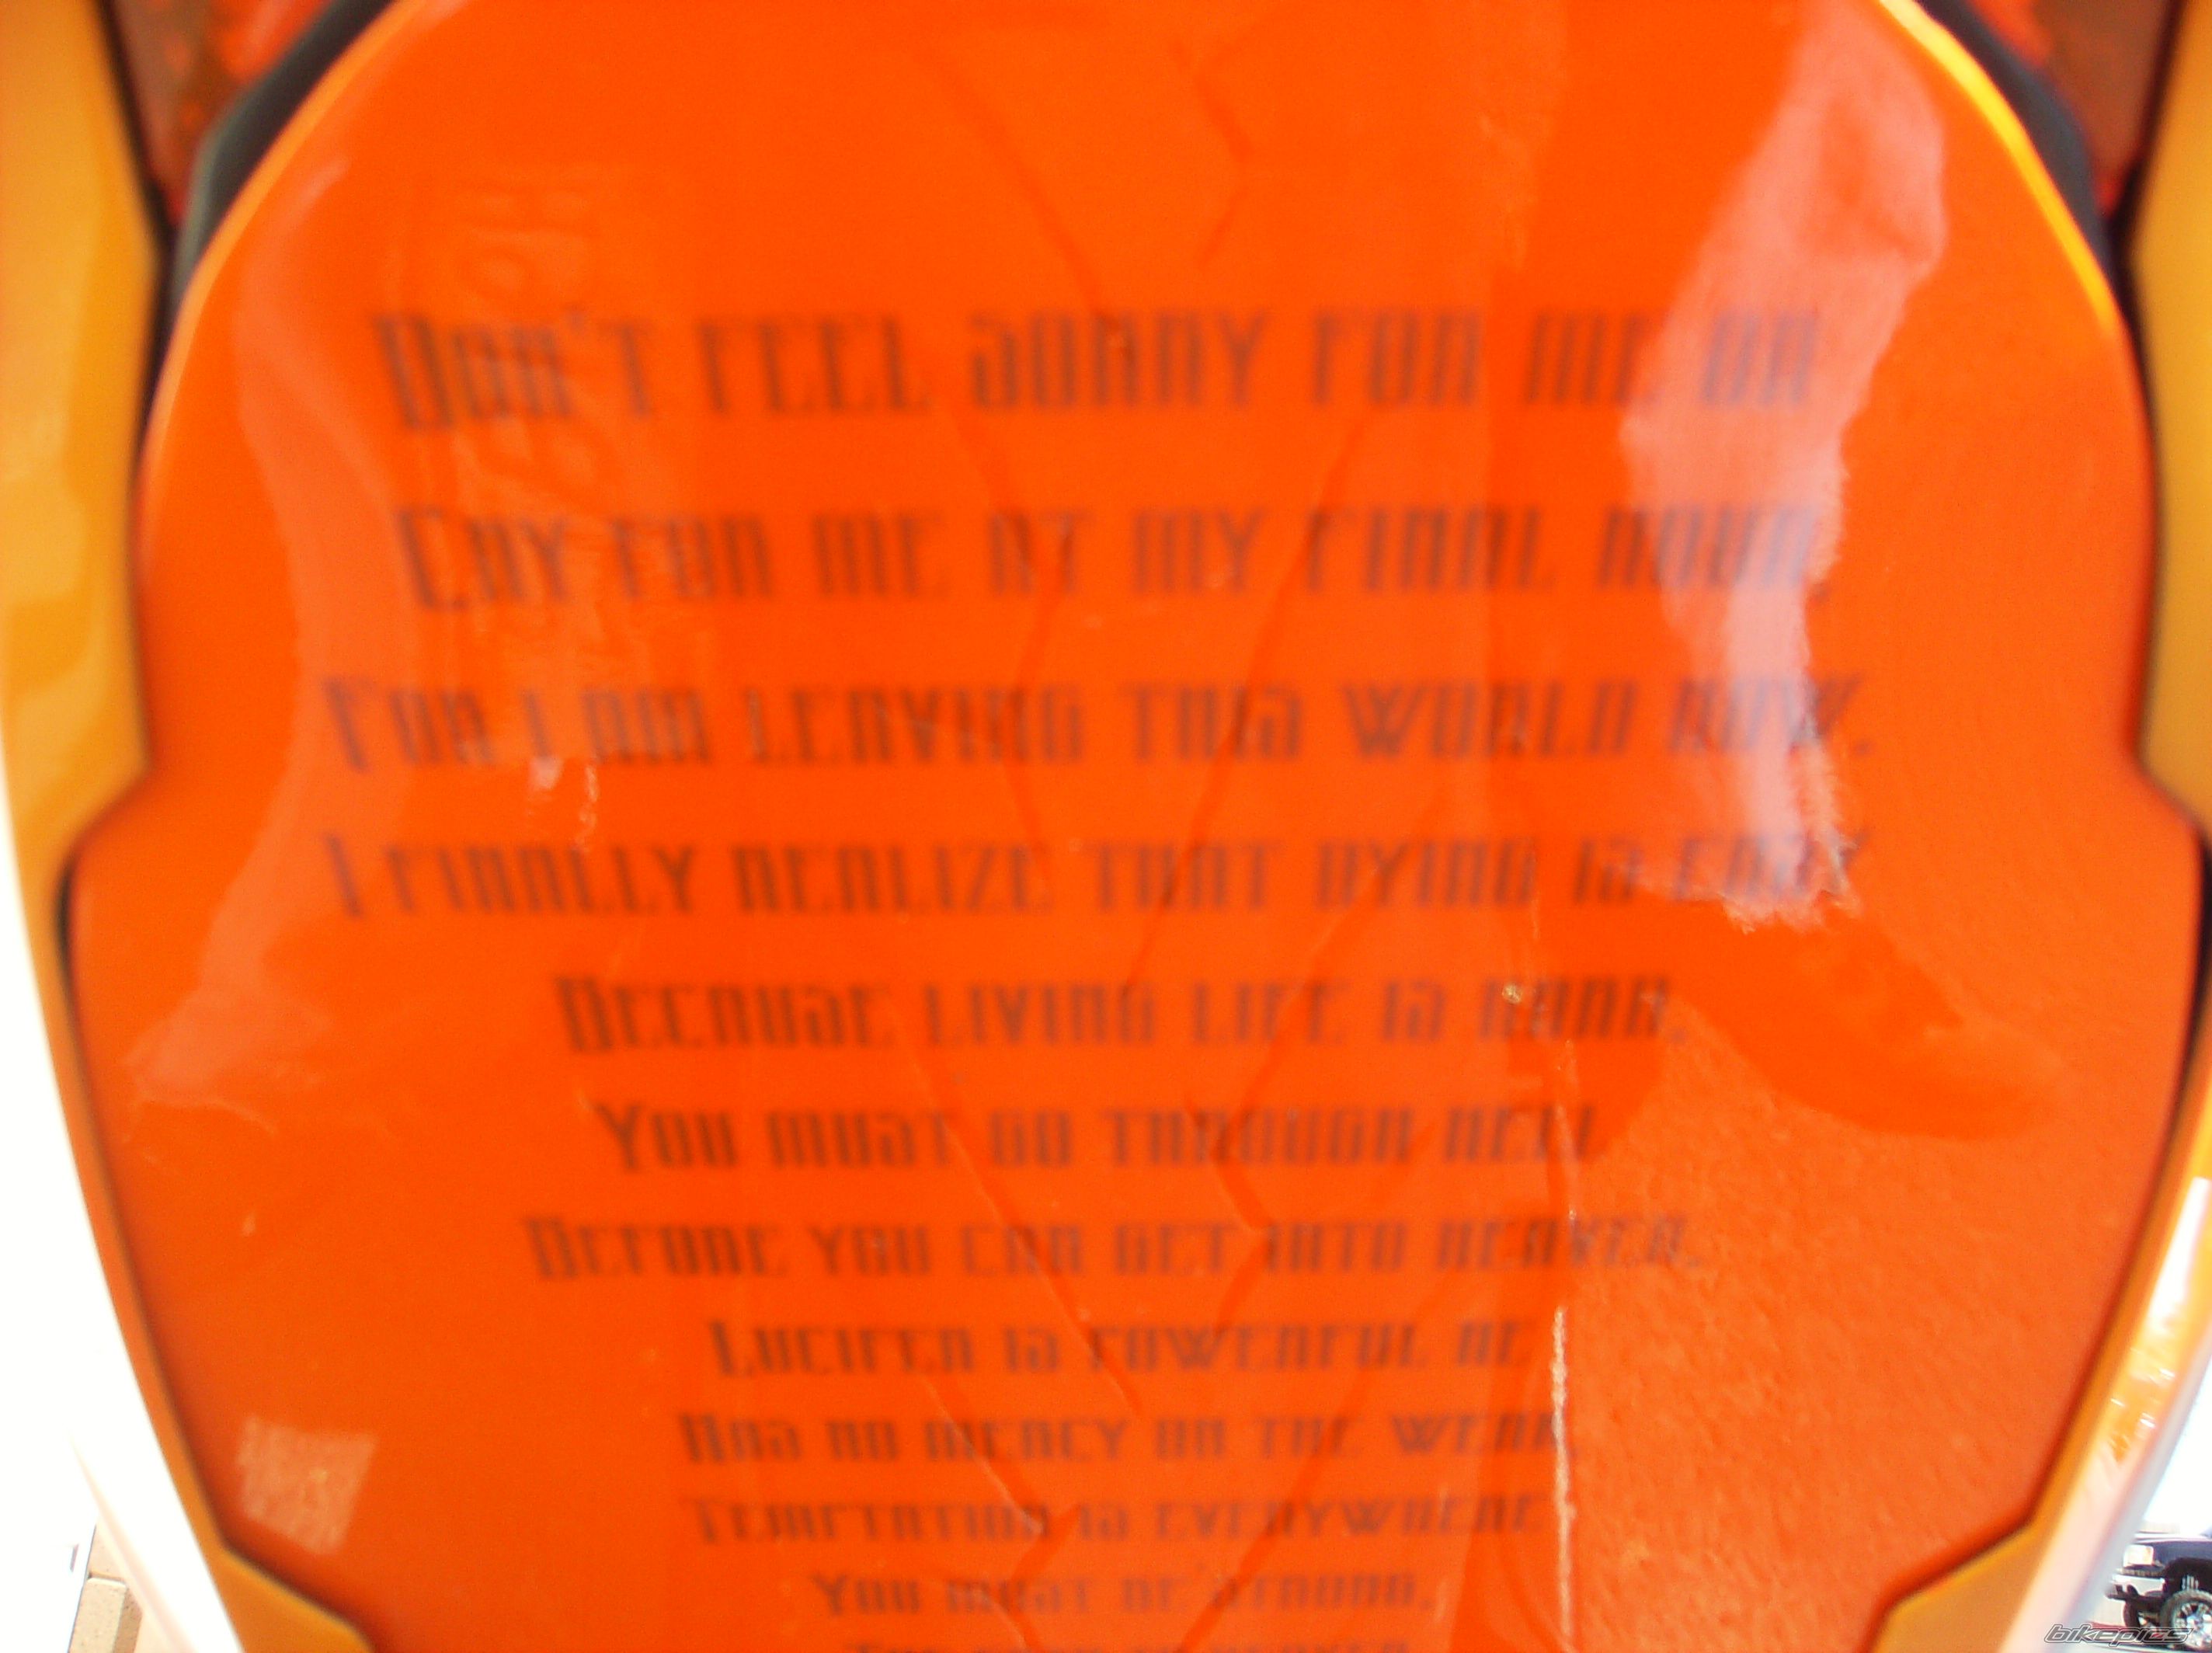 Don't feel sorry for me or
Cry for me at my final hour,
For I am leaving this world now.
I finally realize that dying is easy
Because living life is hard.
You must go through hell
Before you can get into heaven.
Lucifer is powerful he
Has no mercy on the weak.
Temptation is everywhere
You must be strong.
bikepics